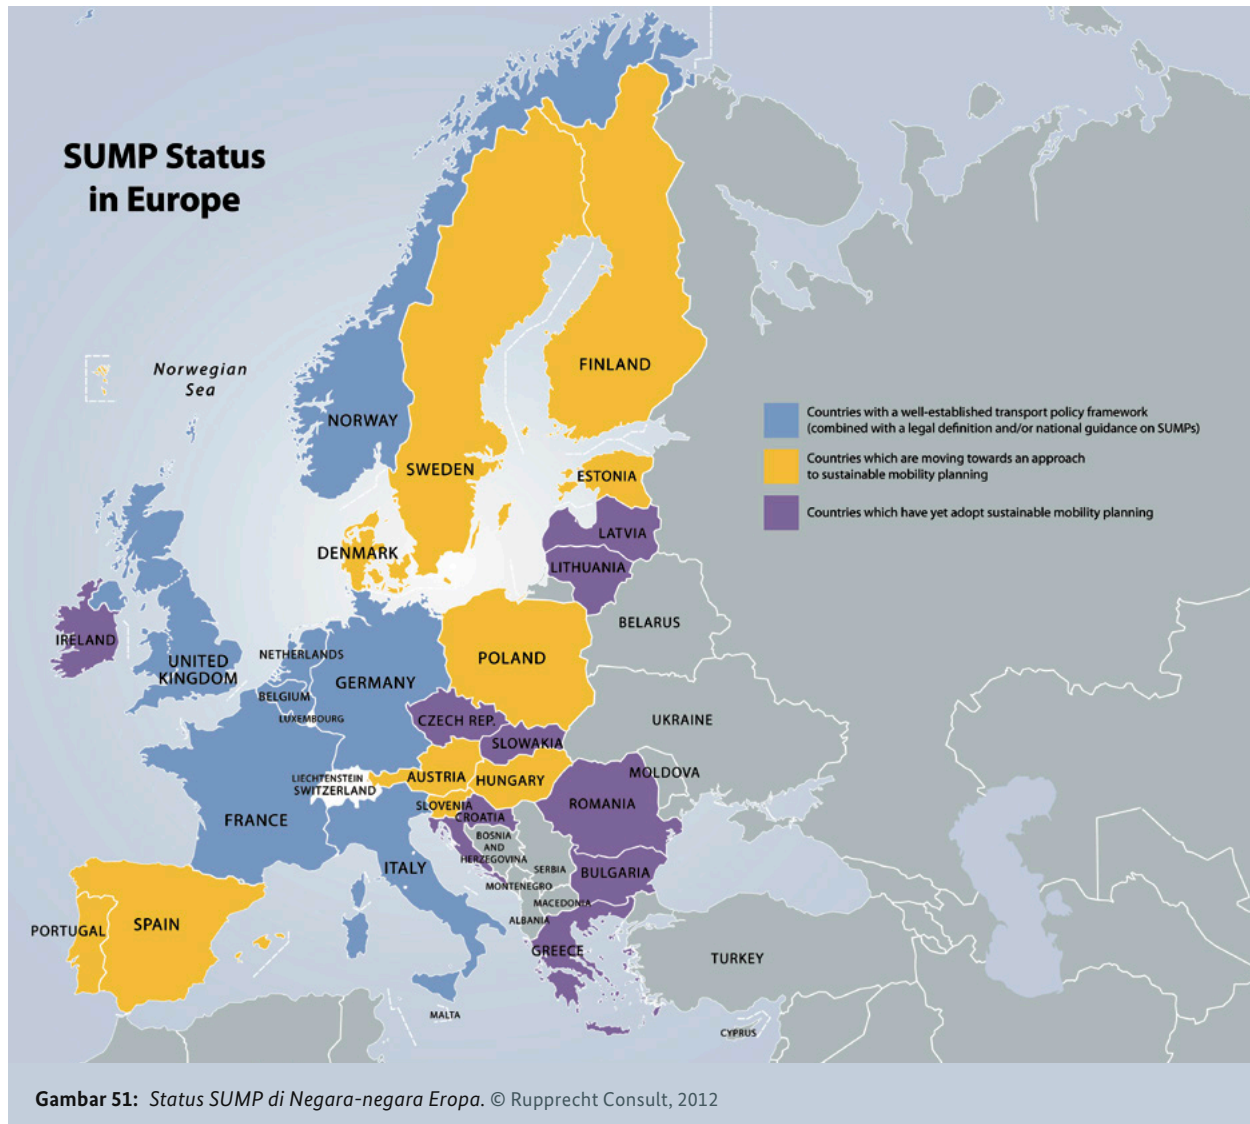 SUMP Status
in Europe
Norwegian
Sea
FINLAND
NORWAY
Countries with a well-established transport policy framework
(combined with a legal definition and/or national guidance on SUMPs)
SWEDEN
Countries which are moving towards an approach
to sustainable mobility planning
ESTONIA
Countries which have yet adopt sustainable mobility planning
LATVIA
DENMARK
LITHUANIA
BELARUS
IRELAND
NETHERLANDS
UNITED
KINGDOM
POLAND
GERMANY
BELGIUM
LUXEMBOURG
CZECH REP.
UKRAINE
SLOWAKIA
MOLDOVA
LIECHTENSTEIN
SWITZERLAND
AUSTRIA
HUNGARY
SLOVENIA
ROMANIA
CROATIA
FRANCE
BOSNIA
AND
HERZEGOVINA
ITALY
SERBIA
BULGARIA
MONTENEGRO
MACEDONIA
ALBANIA
PORTUGAL
SPAIN
GREECE
TURKEY
MALTA
CYPRUS
Gambar 51: Status SUMP di Negara-negara Eropa. © Rupprecht Consult, 2012